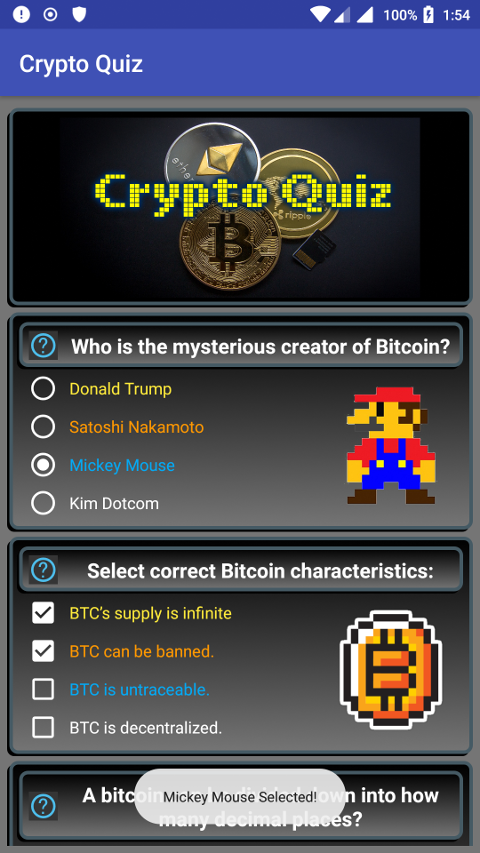 100% 1:54
Crypto Quiz
Crypto Quiz
Who is the mysterious creator of Bitcoin?
Donald Trump
Satoshi Nakamoto
Mickey Mouse
Kim Dotcom
Select correct Bitcoin characteristics:
BTC’s supply is infinite
BTC can be banned.
BTC is untraceable.
BTC is decentralized.
A bitcoin down into how
many decimal places?
Mickey Mouse Selected!